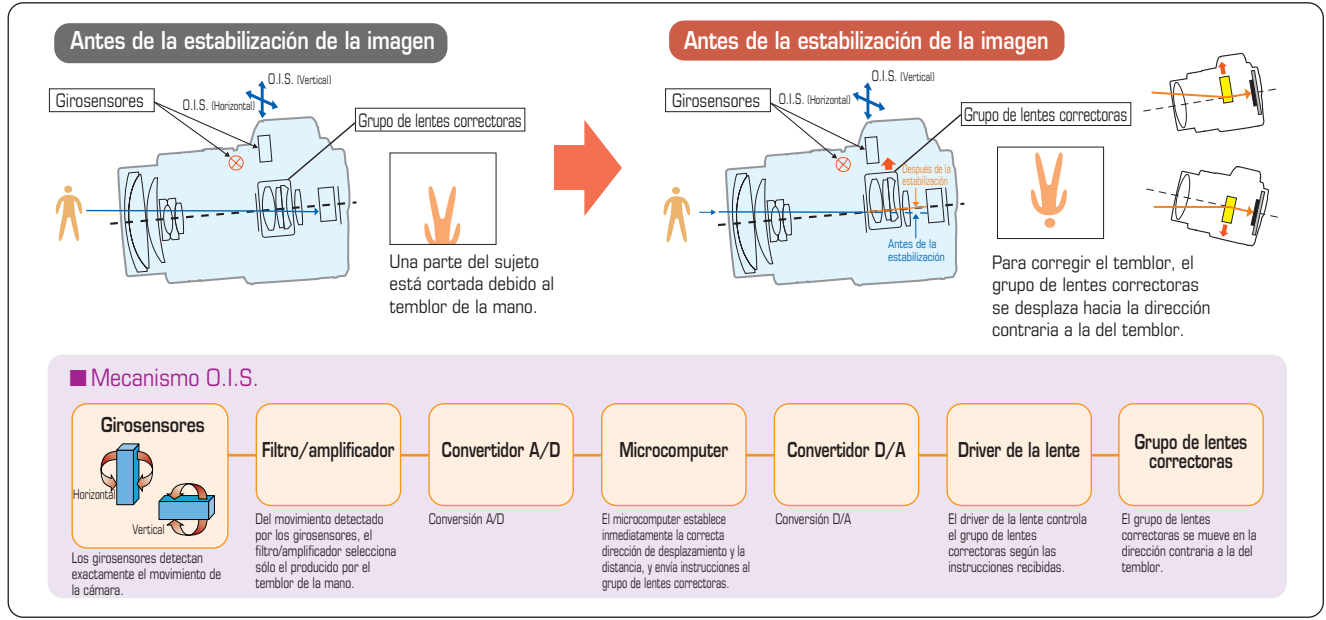 Antes de la estabilización de la imagen
O.I.S. (Vertical)
Girosensores
O.I.S. (Horizontal)
Grupo de lentes correctoras
Una parte del sujeto
está cortada debido al
temblor de la mano.
Antes de la estabilización de la imagen
O.I.S. (Vertical)
Girosensores
O.I.S. (Horizontal)
Grupo de lentes correctoras
Después de la
estabilización
Antes de la
estabilización
Para corregir el temblor, el
grupo de lentes correctoras
se desplaza hacia la dirección
contraria a la del temblor.
Mecanismo O.I.S.
Girosensores
Horizontal
Vertical
Los girosensores detectan
exactamente el movimiento de
la cámara.
Filtro/amplificador
Del movimiento detectado
por los girosensores, el
filtro/amplificador selecciona
sólo el producido por el
temblor de la mano.
Convertidor A/D
Conversión A/D
Microcomputer
El microcomputer establece
inmediatamente la correcta
dirección de desplazamiento y la
distancia, y envía instrucciones al
grupo de lentes correctoras.
Convertidor D/A
Conversión D/A
Driver de la lente
El driver de la lente controla
el grupo de lentes
correctoras según las
instrucciones recibidas.
Grupo de lentes
correctoras
El grupo de lentes
correctoras se mueve en la
dirección contraria a la del
temblor.